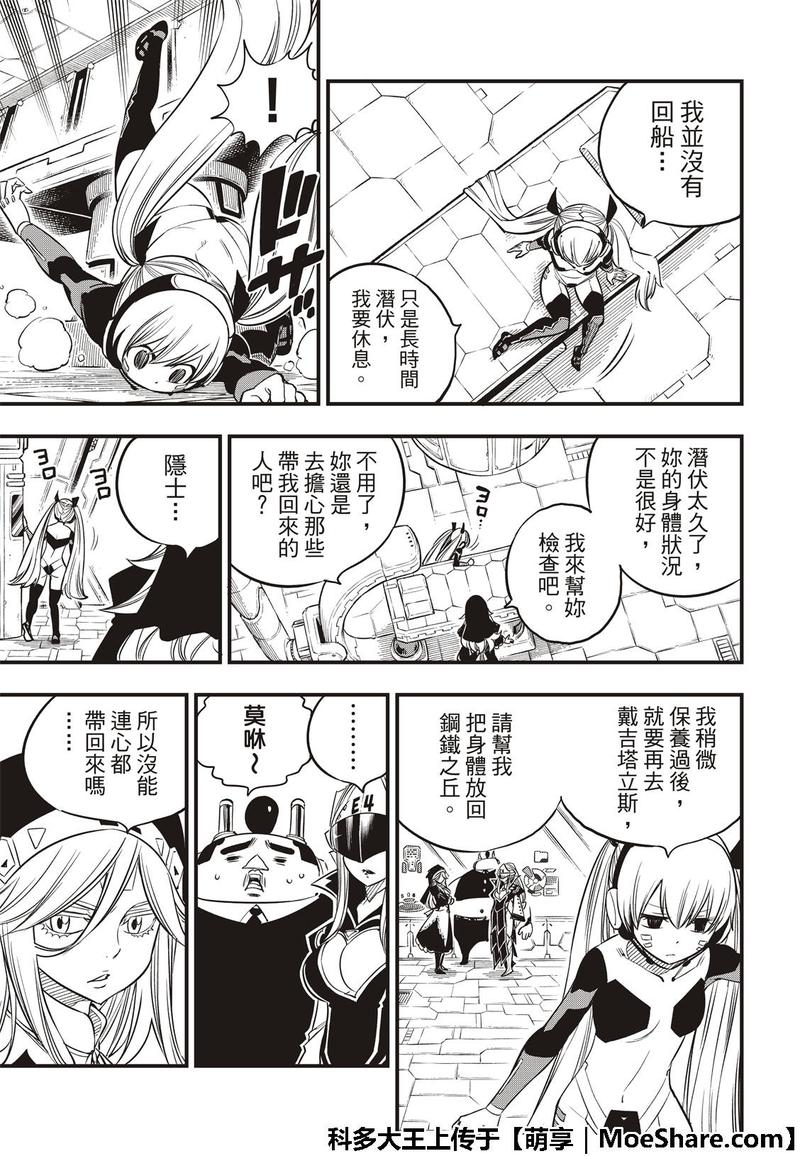 我並沒有
回船…
只是長時間
潛伏，
我要休息。
！
ドザ
潛伏太久了，
妳的身體狀況
不是很好，
我來幫妳
檢查吧。
ヨロ…
不用了，
妳還是
去擔心那些
帶我回來的
人吧？
隱士…
ヨロ
ヨロ
我稍微
保養過後，
就要再去
戴吉塔立斯，
請幫我
把身體放回
鋼鐵之丘。
………
E4
莫咻～
所以沒能
連心都
帶回來嗎
……
科多大王上传于【萌享｜MoeShare.com】